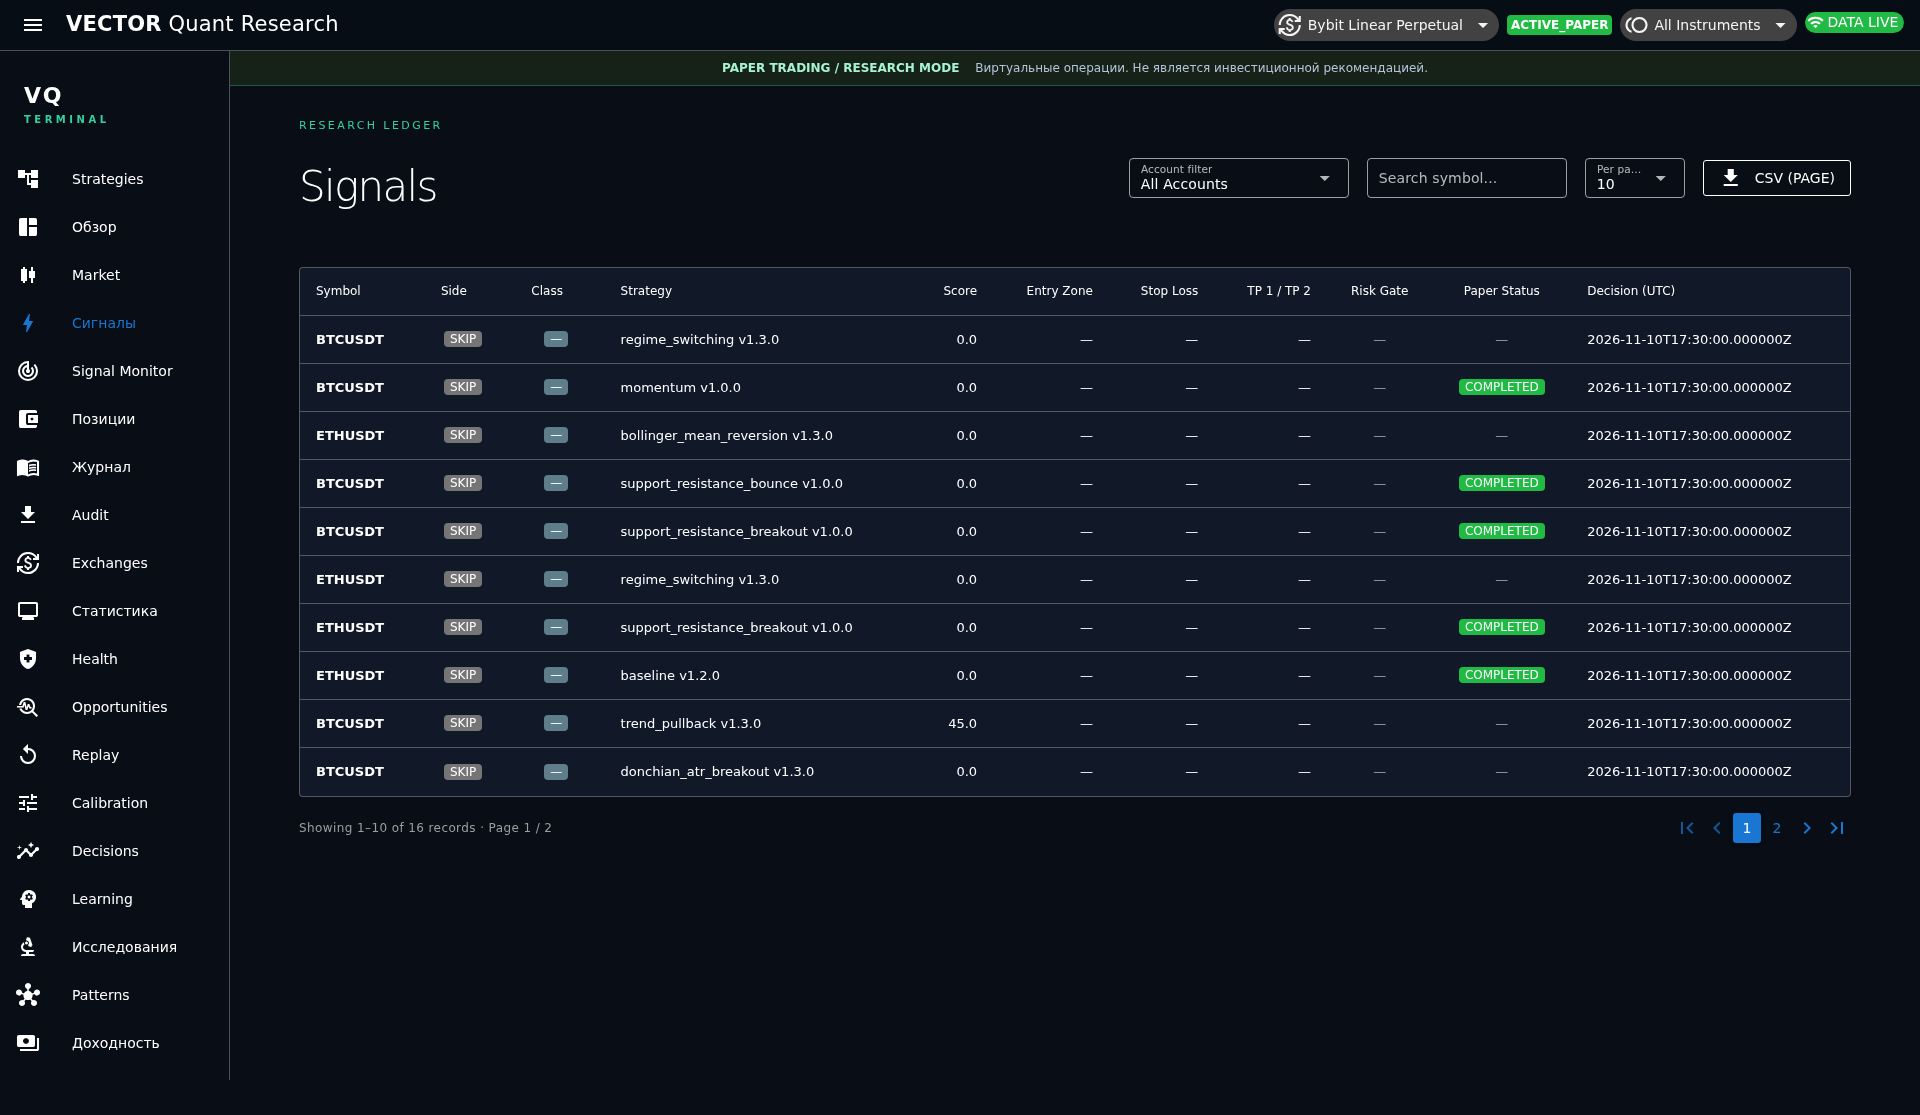 VECTOR Quant Research
Bybit Linear Perpetual
ACTIVE_PAPER
All Instruments
DATA LIVE
PAPER TRADING / RESEARCH MODE Виртуальные операции. Не является инвестиционной рекомендацией.
VQ
TERMINAL
Strategies
Обзор
Market
Сигналы
Signal Monitor
Позиции
Журнал
Audit
Exchanges
Статистика
Health
Opportunities
Replay
Calibration
Decisions
Learning
Исследования
Patterns
Доходность
RESEARCH LEDGER
Signals
Account filter
All Accounts
Search symbol...
Per pa...
10
CSV (PAGE)
Symbol Side Class Strategy Score Entry Zone Stop Loss TP 1 / TP 2 Risk Gate Paper Status Decision (UTC)
BTCUSDT SKIP — regime_switching v1.3.0 0.0 — — — — — 2026-11-10T17:30:00.000000Z
BTCUSDT SKIP — momentum v1.0.0 0.0 — — — — COMPLETED 2026-11-10T17:30:00.000000Z
ETHUSDT SKIP — bollinger_mean_reversion v1.3.0 0.0 — — — — — 2026-11-10T17:30:00.000000Z
BTCUSDT SKIP — support_resistance_bounce v1.0.0 0.0 — — — — COMPLETED 2026-11-10T17:30:00.000000Z
BTCUSDT SKIP — support_resistance_breakout v1.0.0 0.0 — — — — COMPLETED 2026-11-10T17:30:00.000000Z
ETHUSDT SKIP — regime_switching v1.3.0 0.0 — — — — — 2026-11-10T17:30:00.000000Z
ETHUSDT SKIP — support_resistance_breakout v1.0.0 0.0 — — — — COMPLETED 2026-11-10T17:30:00.000000Z
ETHUSDT SKIP — baseline v1.2.0 0.0 — — — — COMPLETED 2026-11-10T17:30:00.000000Z
BTCUSDT SKIP — trend_pullback v1.3.0 45.0 — — — — — 2026-11-10T17:30:00.000000Z
BTCUSDT SKIP — donchian_atr_breakout v1.3.0 0.0 — — — — — 2026-11-10T17:30:00.000000Z
Showing 1–10 of 16 records · Page 1 / 2
1 2